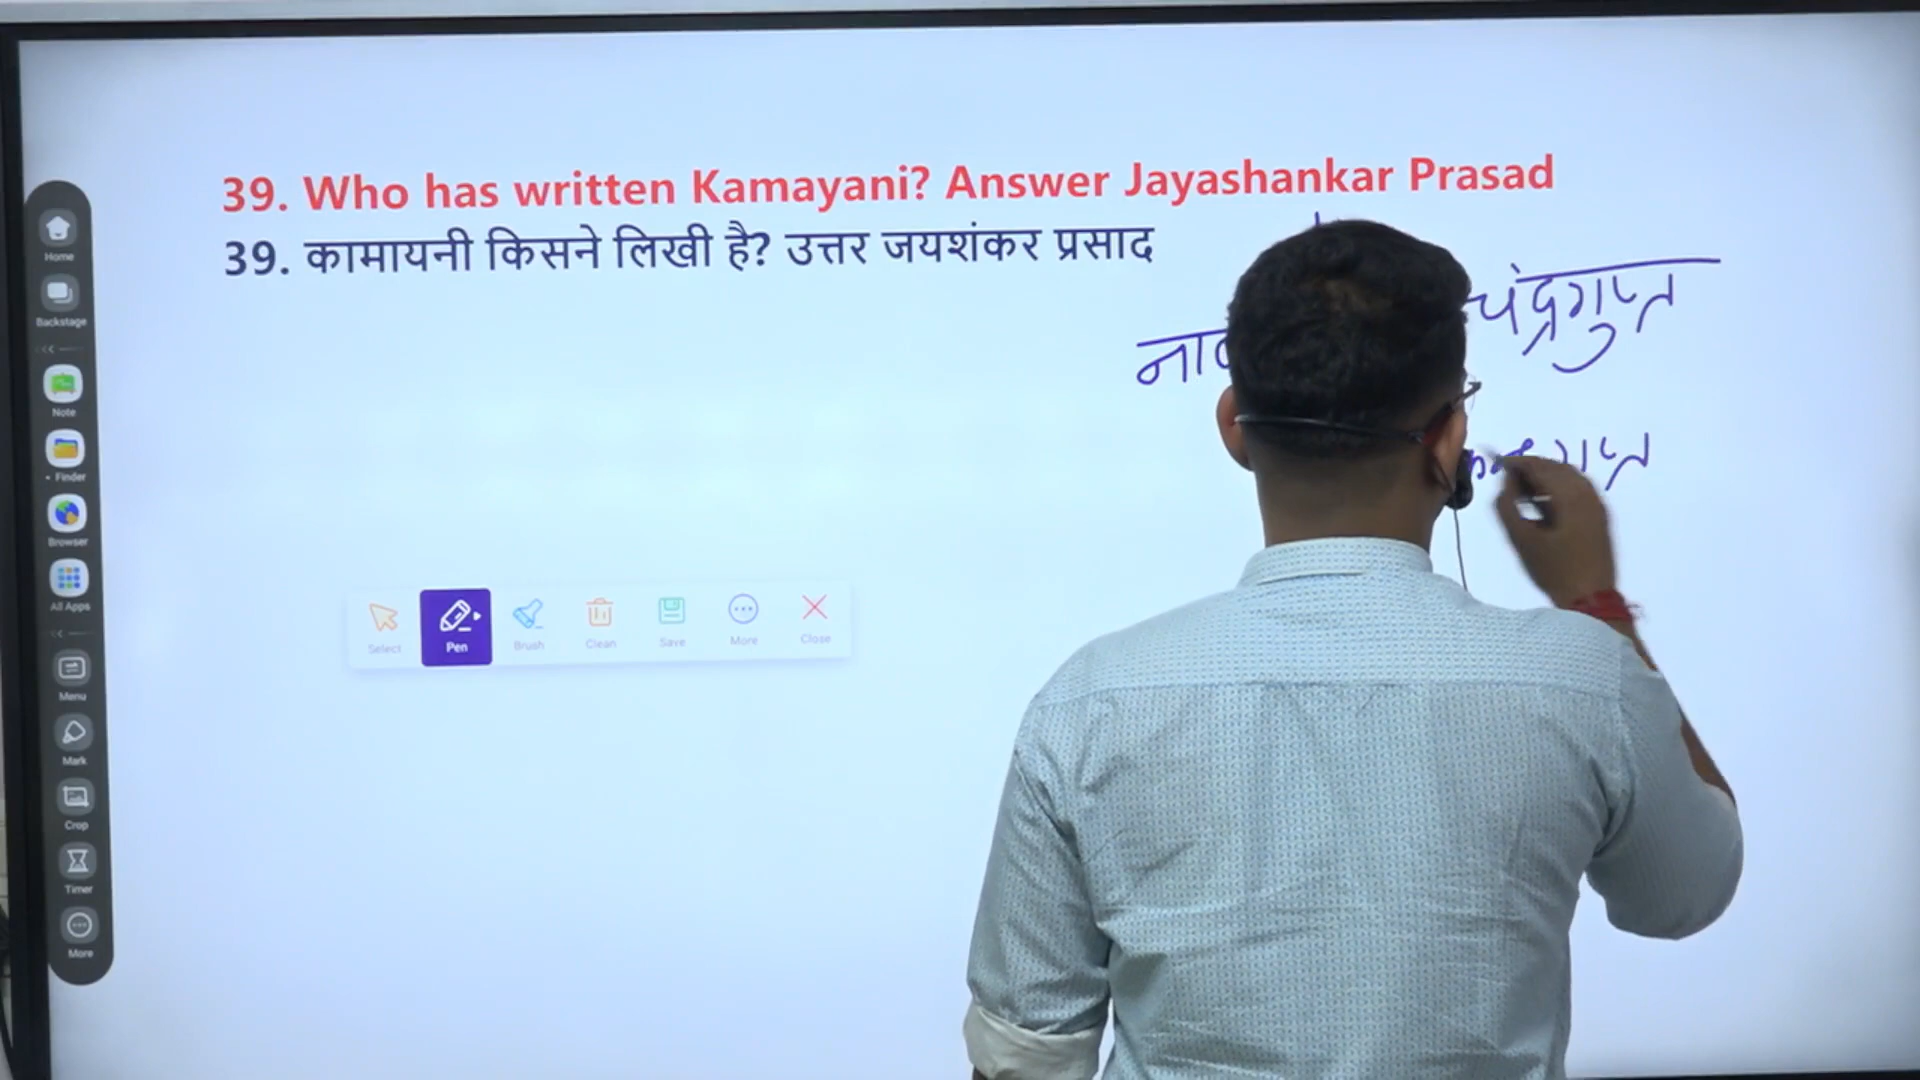 39. Who has written Kamayani? Answer Jayashankar Prasad
39. कामायनी किसने लिखी है? उत्तर जयशंकर प्रसाद
चंद्रगुप्त
Home
Backstage
Note
Finder
Browser
All Apps
Menu
Mark
Crop
Timer
More
Select
Pen
Brush
Clean
Save
More
Close